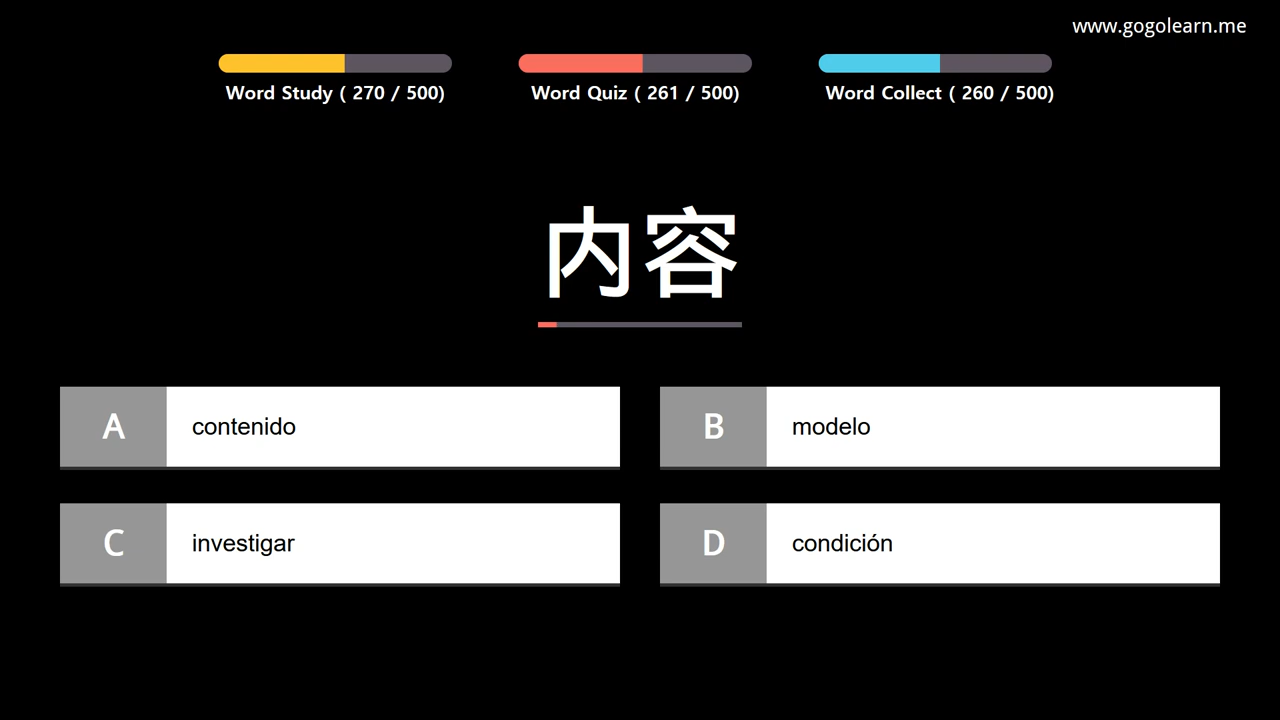 www.gogolearn.me
Word Study ( 270 / 500)
Word Quiz ( 261 / 500)
Word Collect ( 260 / 500)
内容
A contenido
B modelo
C investigar
D condición